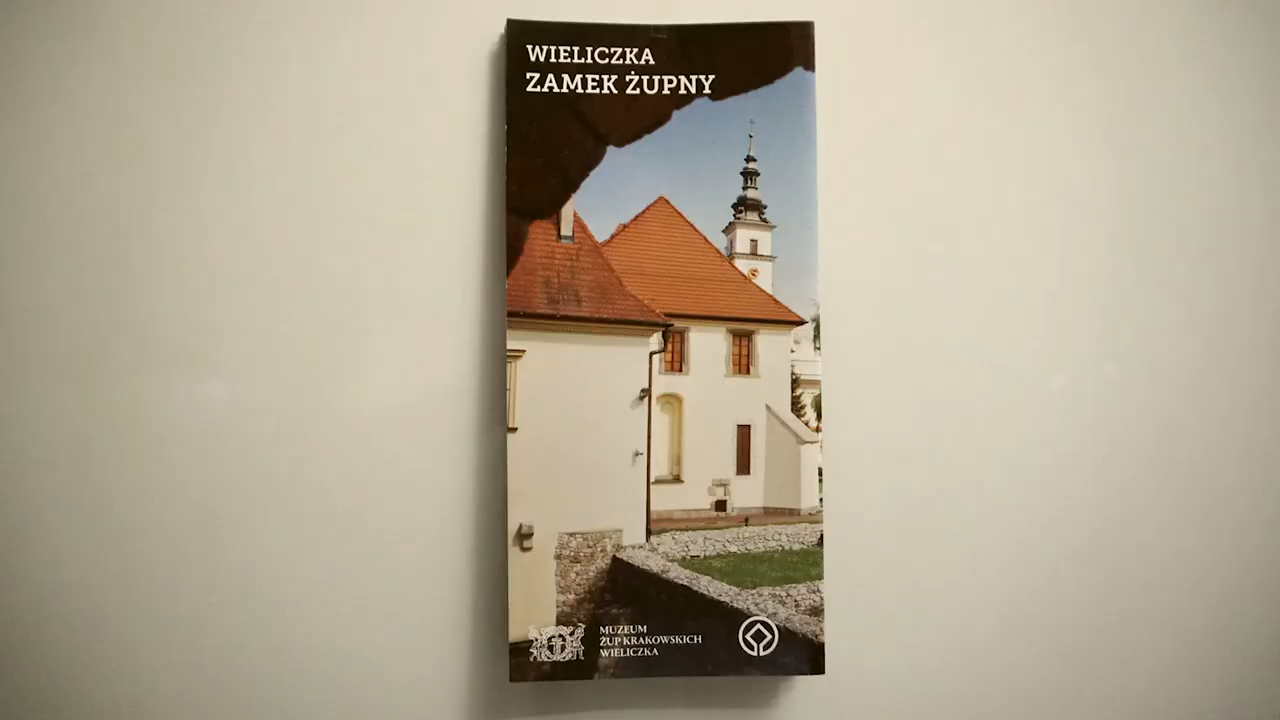 WIELICZKA
ZAMEK ŻUPNY
MUZEUM
ŻUP KRAKOWSKICH
WIELICZKA